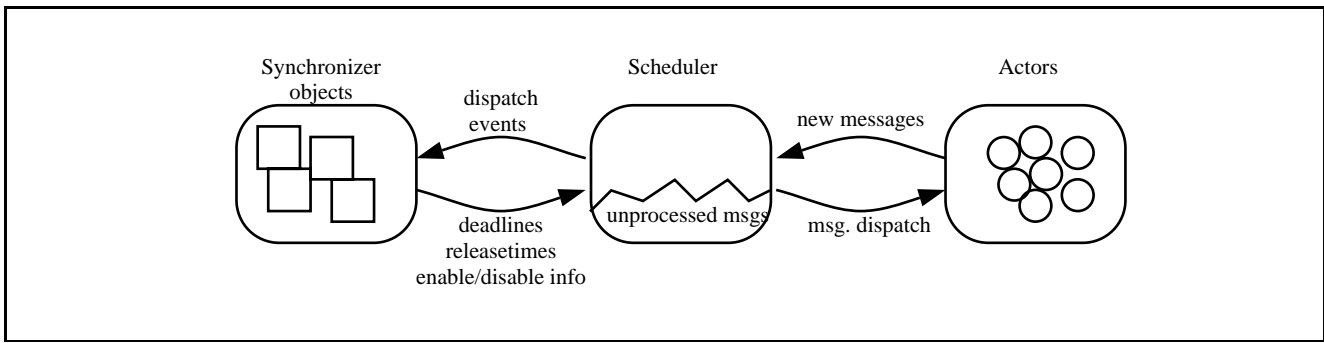 Synchronizer
objects
Scheduler
Actors
dispatch
events
new messages
unprocessed msgs
deadlines
releasetimes
enable/disable info
msg. dispatch